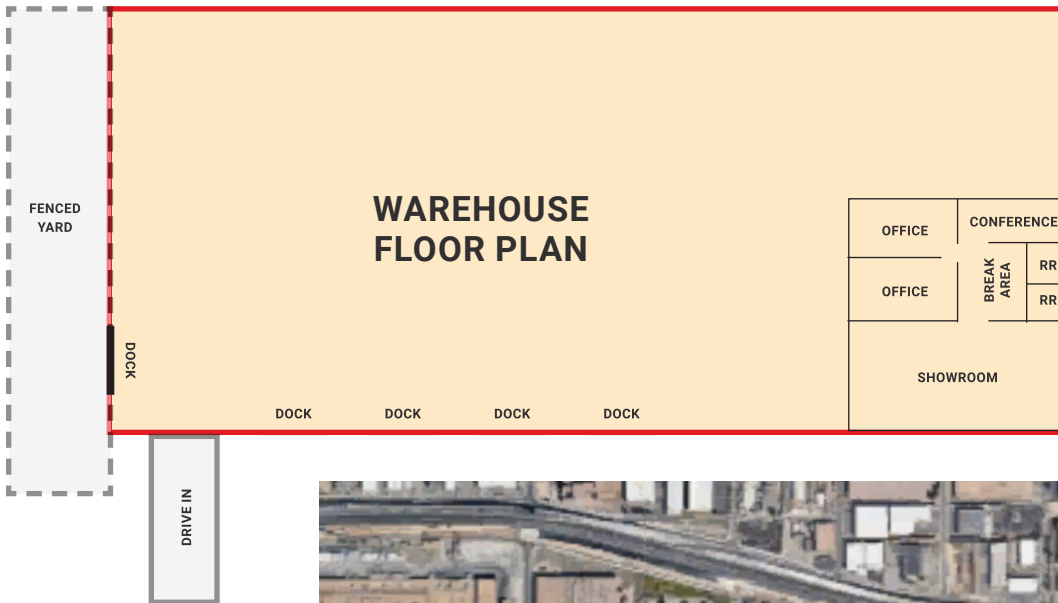 FENCED
YARD
WAREHOUSE
FLOOR PLAN
OFFICE
CONFERENCE
OFFICE
BREAK
AREA
RR
RR
SHOWROOM
DOCK
DOCK
DOCK
DOCK
DOCK
DRIVE IN